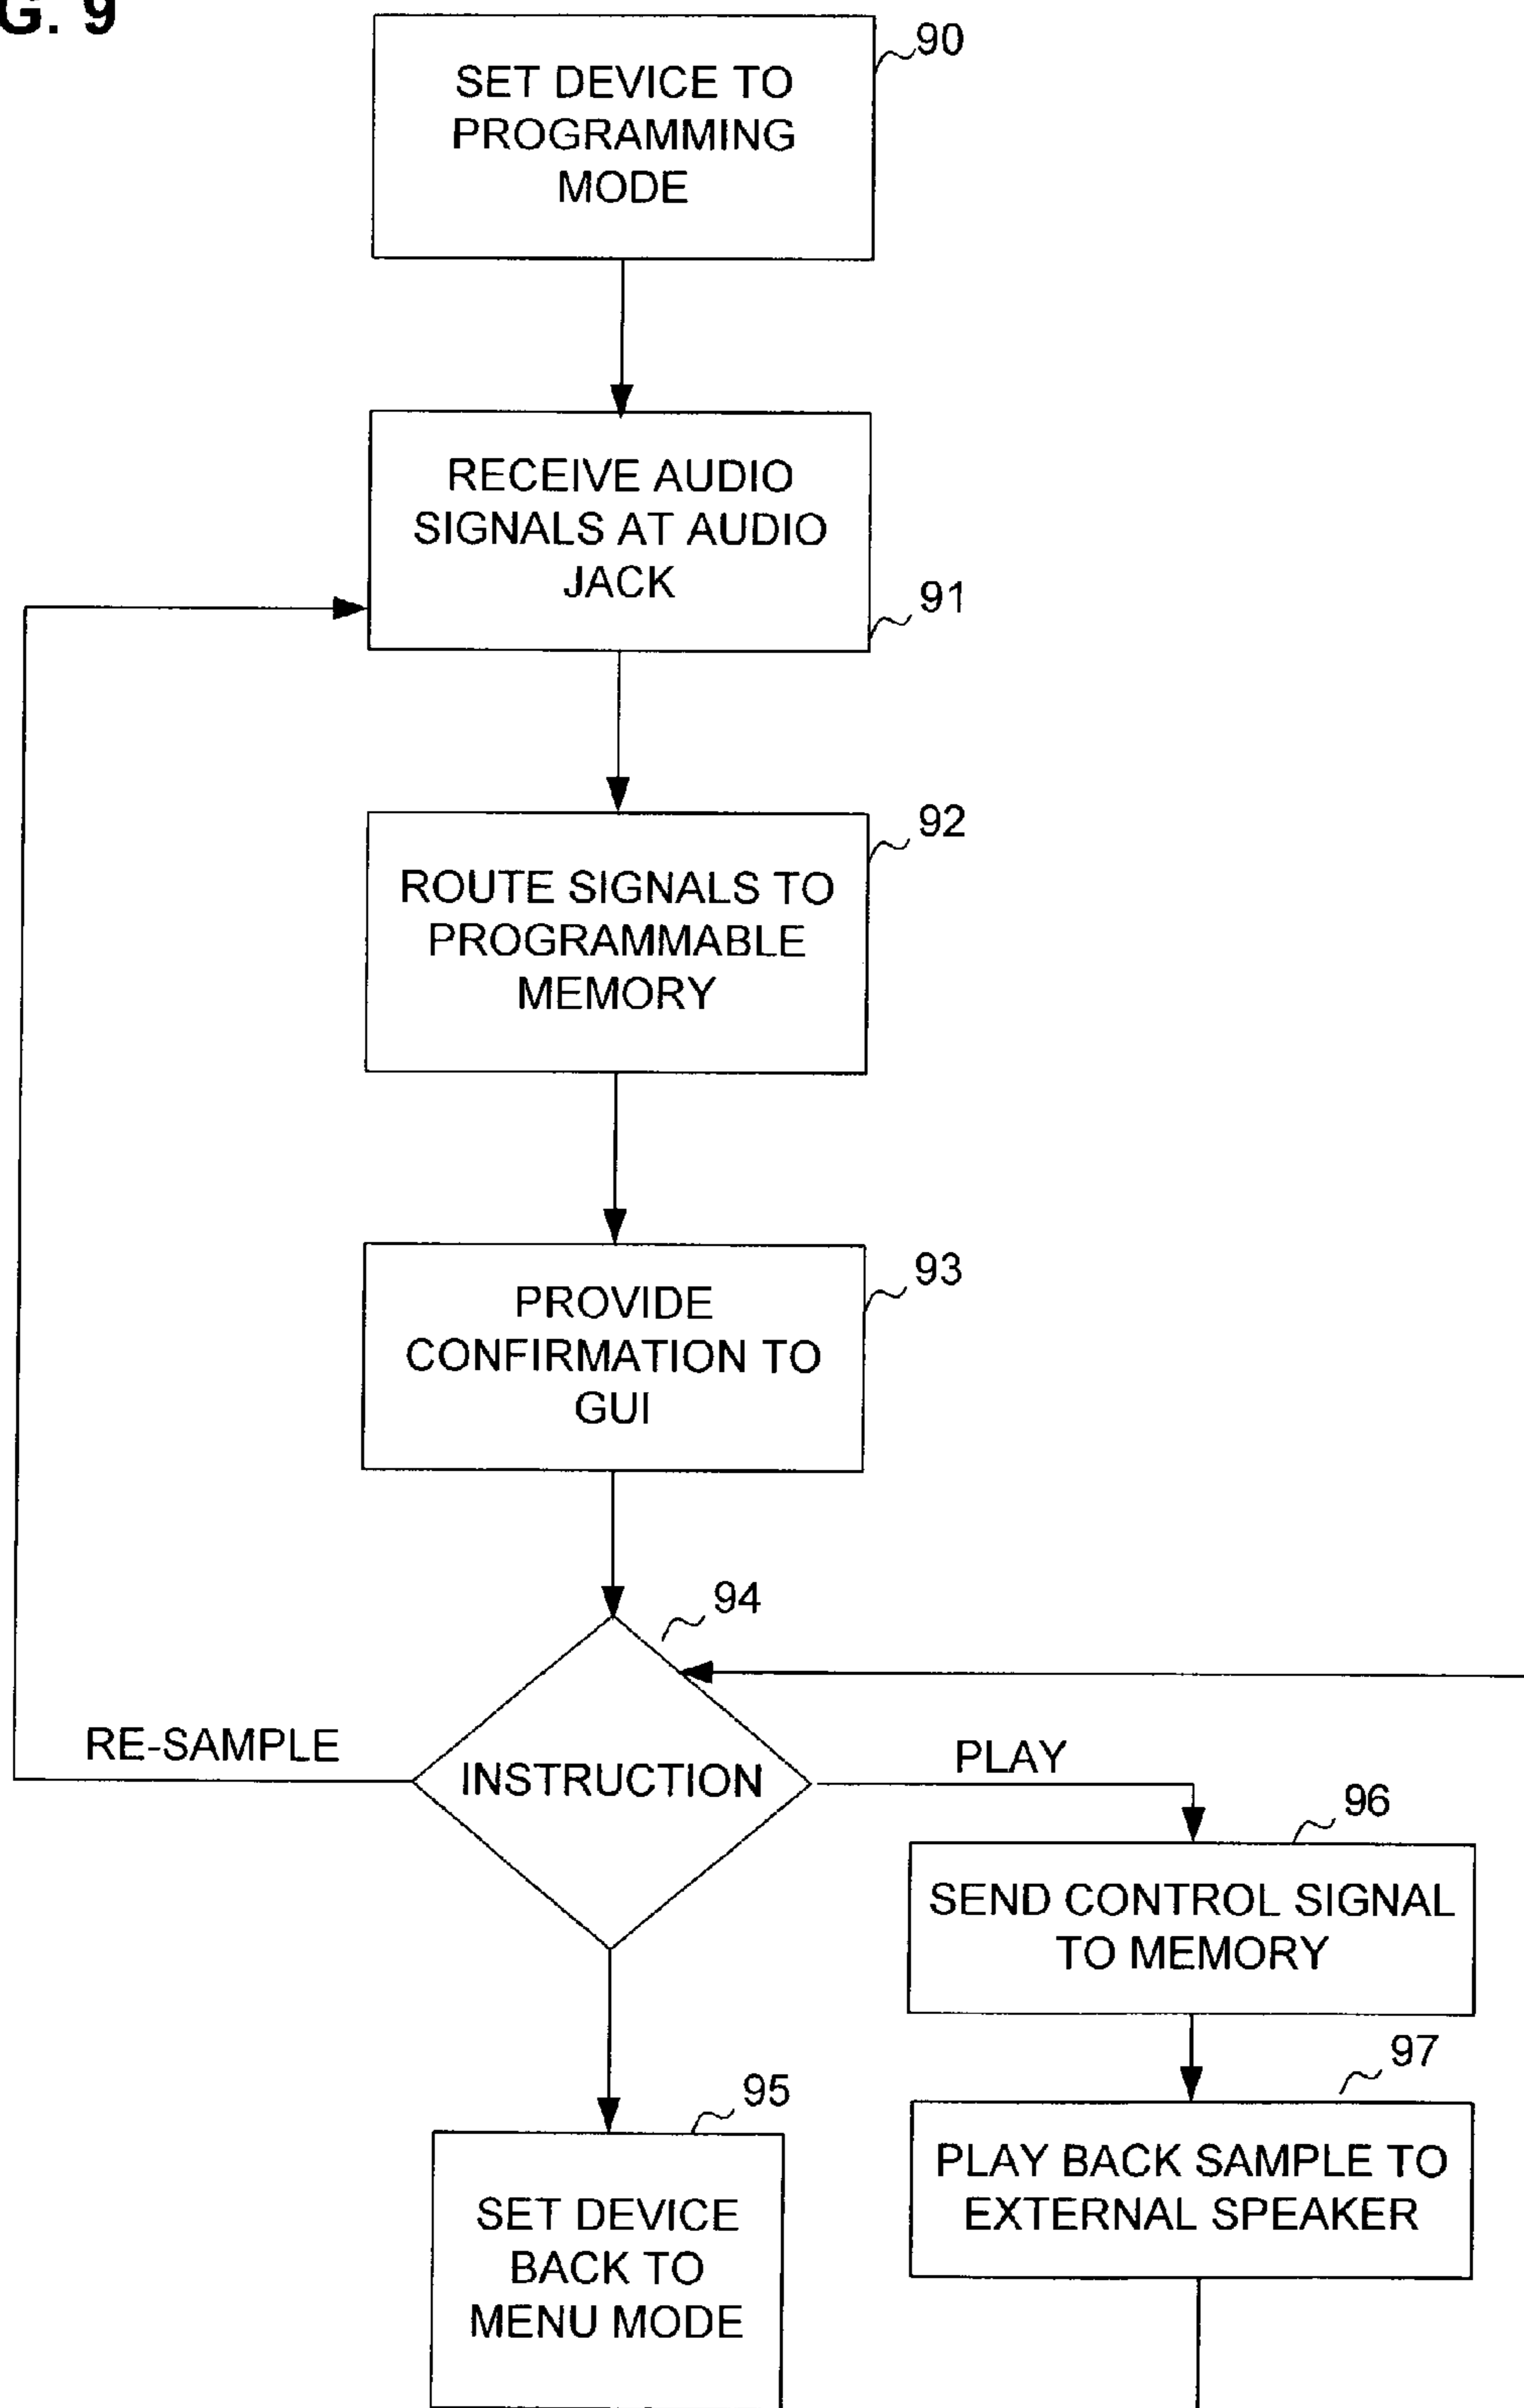 G. 9
90
SET DEVICE TO
PROGRAMMING
MODE
RECEIVE AUDIO
SIGNALS AT AUDIO
JACK
91
92
ROUTE SIGNALS TO
PROGRAMMABLE
MEMORY
93
PROVIDE
CONFIRMATION TO
GUI
94
RE-SAMPLE
INSTRUCTION
PLAY
96
SEND CONTROL SIGNAL
TO MEMORY
97
PLAY BACK SAMPLE TO
EXTERNAL SPEAKER
95
SET DEVICE
BACK TO
MENU MODE